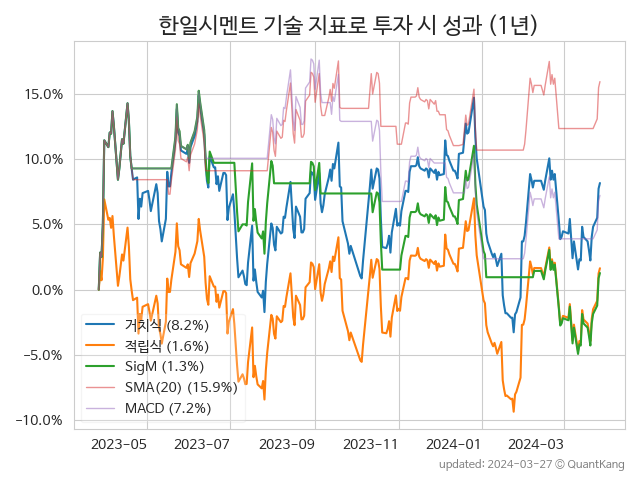 한일시멘트 기술 지표로 투자 시 성과 (1년)
15.0%
10.0%
5.0%
0.0%
−5.0%
−10.0%
거치식 (8.2%)
적립식 (1.6%)
SigM (1.3%)
SMA(20) (15.9%)
MACD (7.2%)
2023-05
2023-07
2023-09
2023-11
2024-01
2024-03
updated: 2024-03-27 © QuantKang